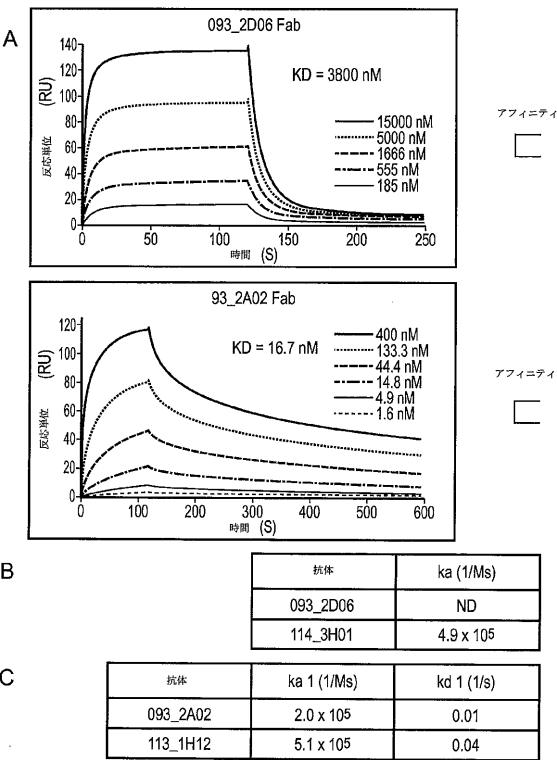 A
093_2D06 Fab
KD = 3800 nM
140
120
100
80
60
40
20
0
反応単位 (RU)
15000 nM
5000 nM
1666 nM
555 nM
185 nM
0 50 100 150 200 250
時間 (S)
アフィニティ
93_2A02 Fab
KD = 16.7 nM
120
100
80
60
40
20
0
反応単位 (RU)
400 nM
133.3 nM
44.4 nM
14.8 nM
4.9 nM
1.6 nM
0 100 200 300 400 500 600
時間 (S)
アフィニティ
B
抗体 ka (1/Ms)
093_2D06 ND
114_3H01 4.9 x 10⁵
C
抗体 ka 1 (1/Ms) kd 1 (1/s)
093_2A02 2.0 x 10⁵ 0.01
113_1H12 5.1 x 10⁵ 0.04